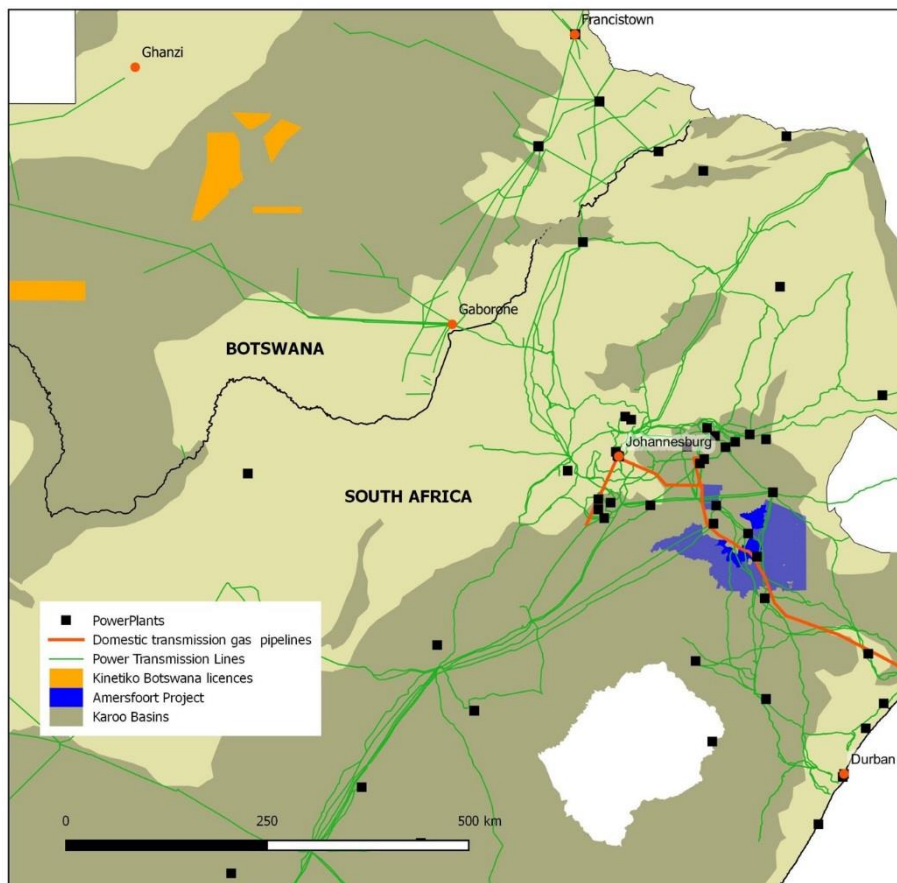 Francistown
Ghanzi
Gaborone
BOTSWANA
Johannesburg
SOUTH AFRICA
PowerPlants
Domestic transmission gas pipelines
Power Transmission Lines
Kinetiko Botswana licences
Amersfoort Project
Karoo Basins
Durban
0 250 500 km